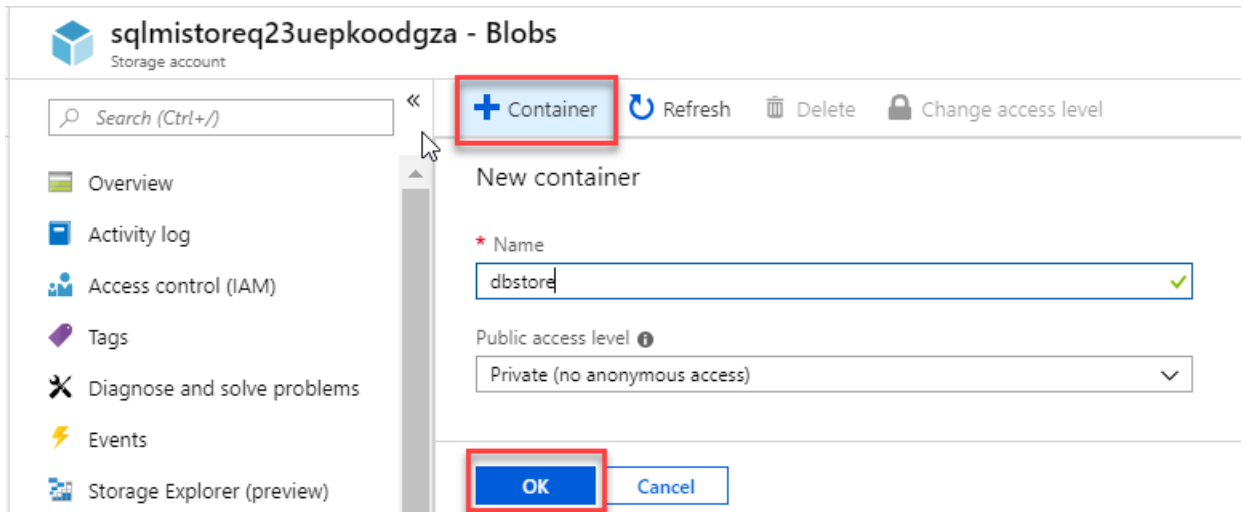 sqlmistoreq23uepkoodgza - Blobs
Storage account
Search (Ctrl+/)
«
Container
Refresh
Delete
Change access level
Overview
Activity log
Access control (IAM)
Tags
Diagnose and solve problems
Events
Storage Explorer (preview)
New container
* Name
dbstore
Public access level
Private (no anonymous access)
OK
Cancel